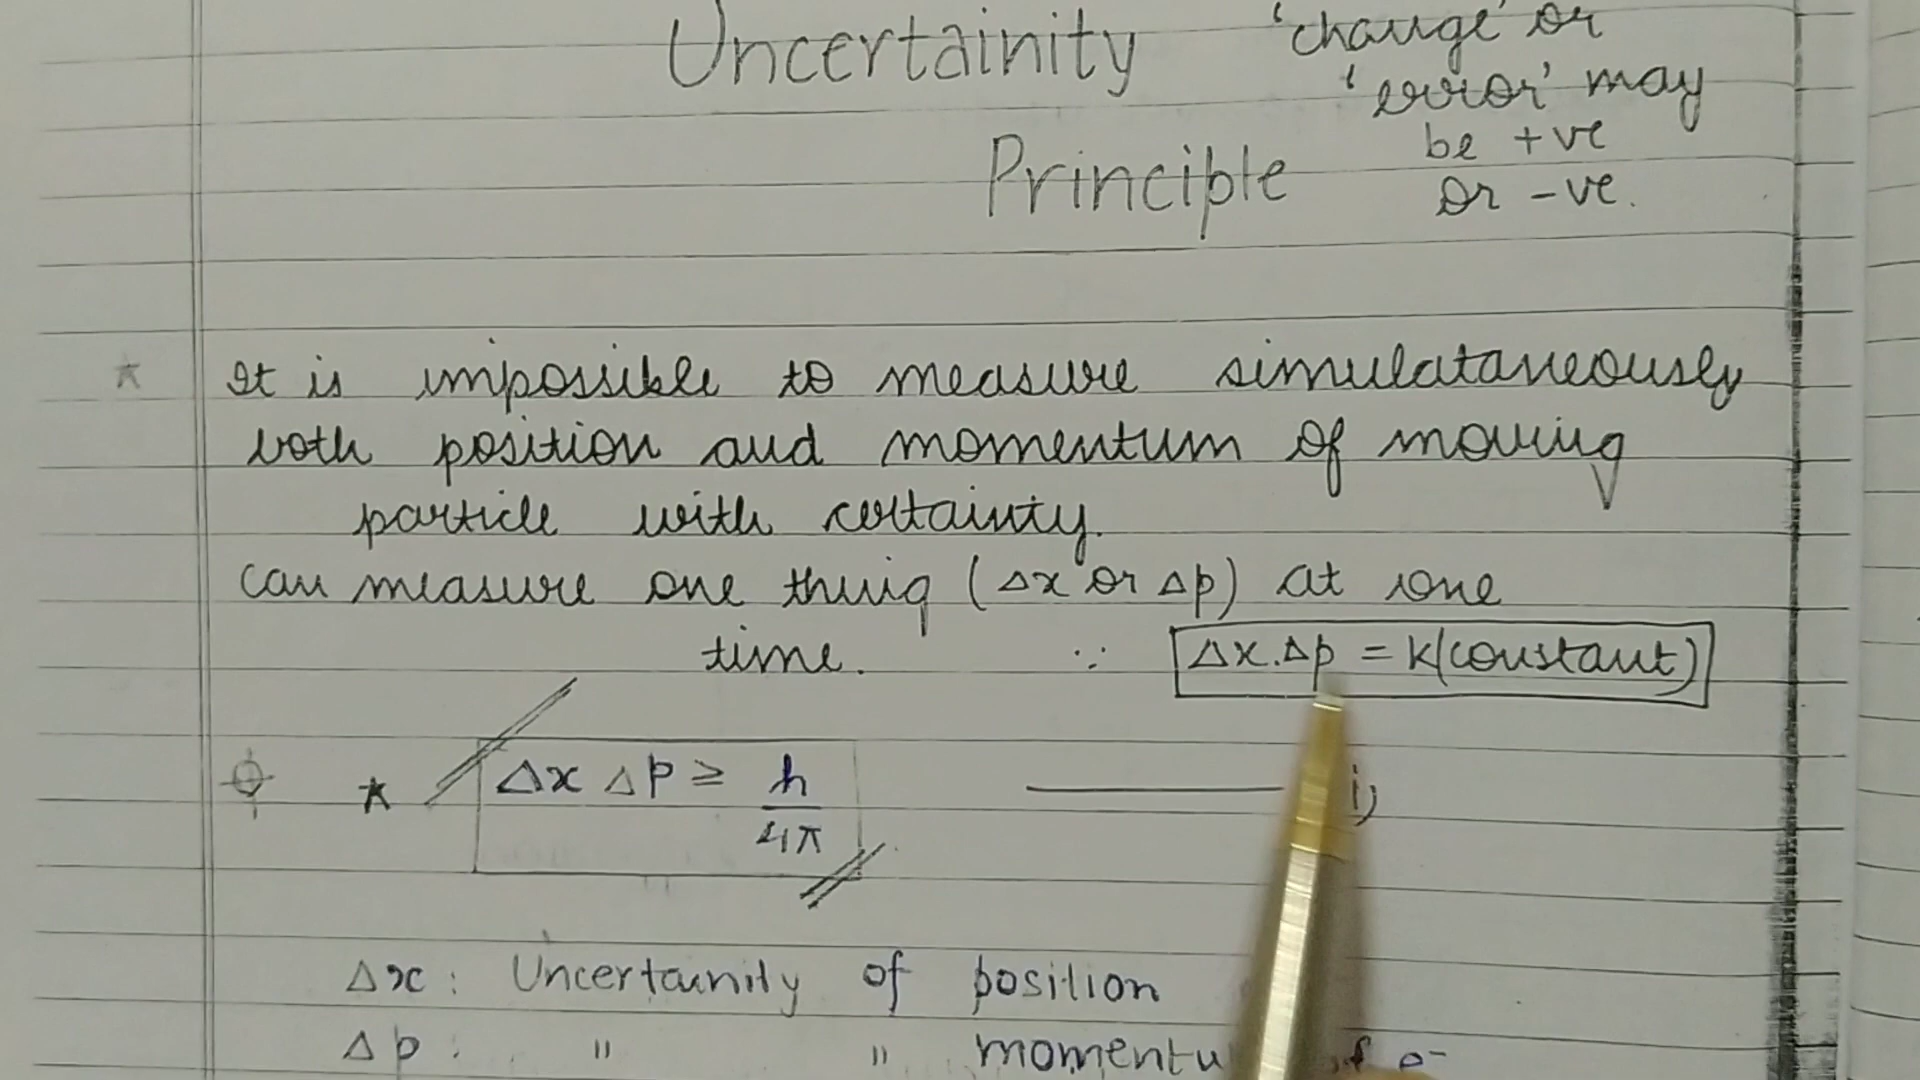 Uncertainity
'change' or
'error' may
be +ve
Principle
or -ve.
It is impossible to measure simulataneously
both position and momentum of moving
particle with certainty.
can measure one thing (Δx or Δp) at one
time. ∵ Δx.Δp = k(constant)
Δx Δp ≥ h
4π
i)
Δx : Uncertainity of position
Δp : " " momentu of e-